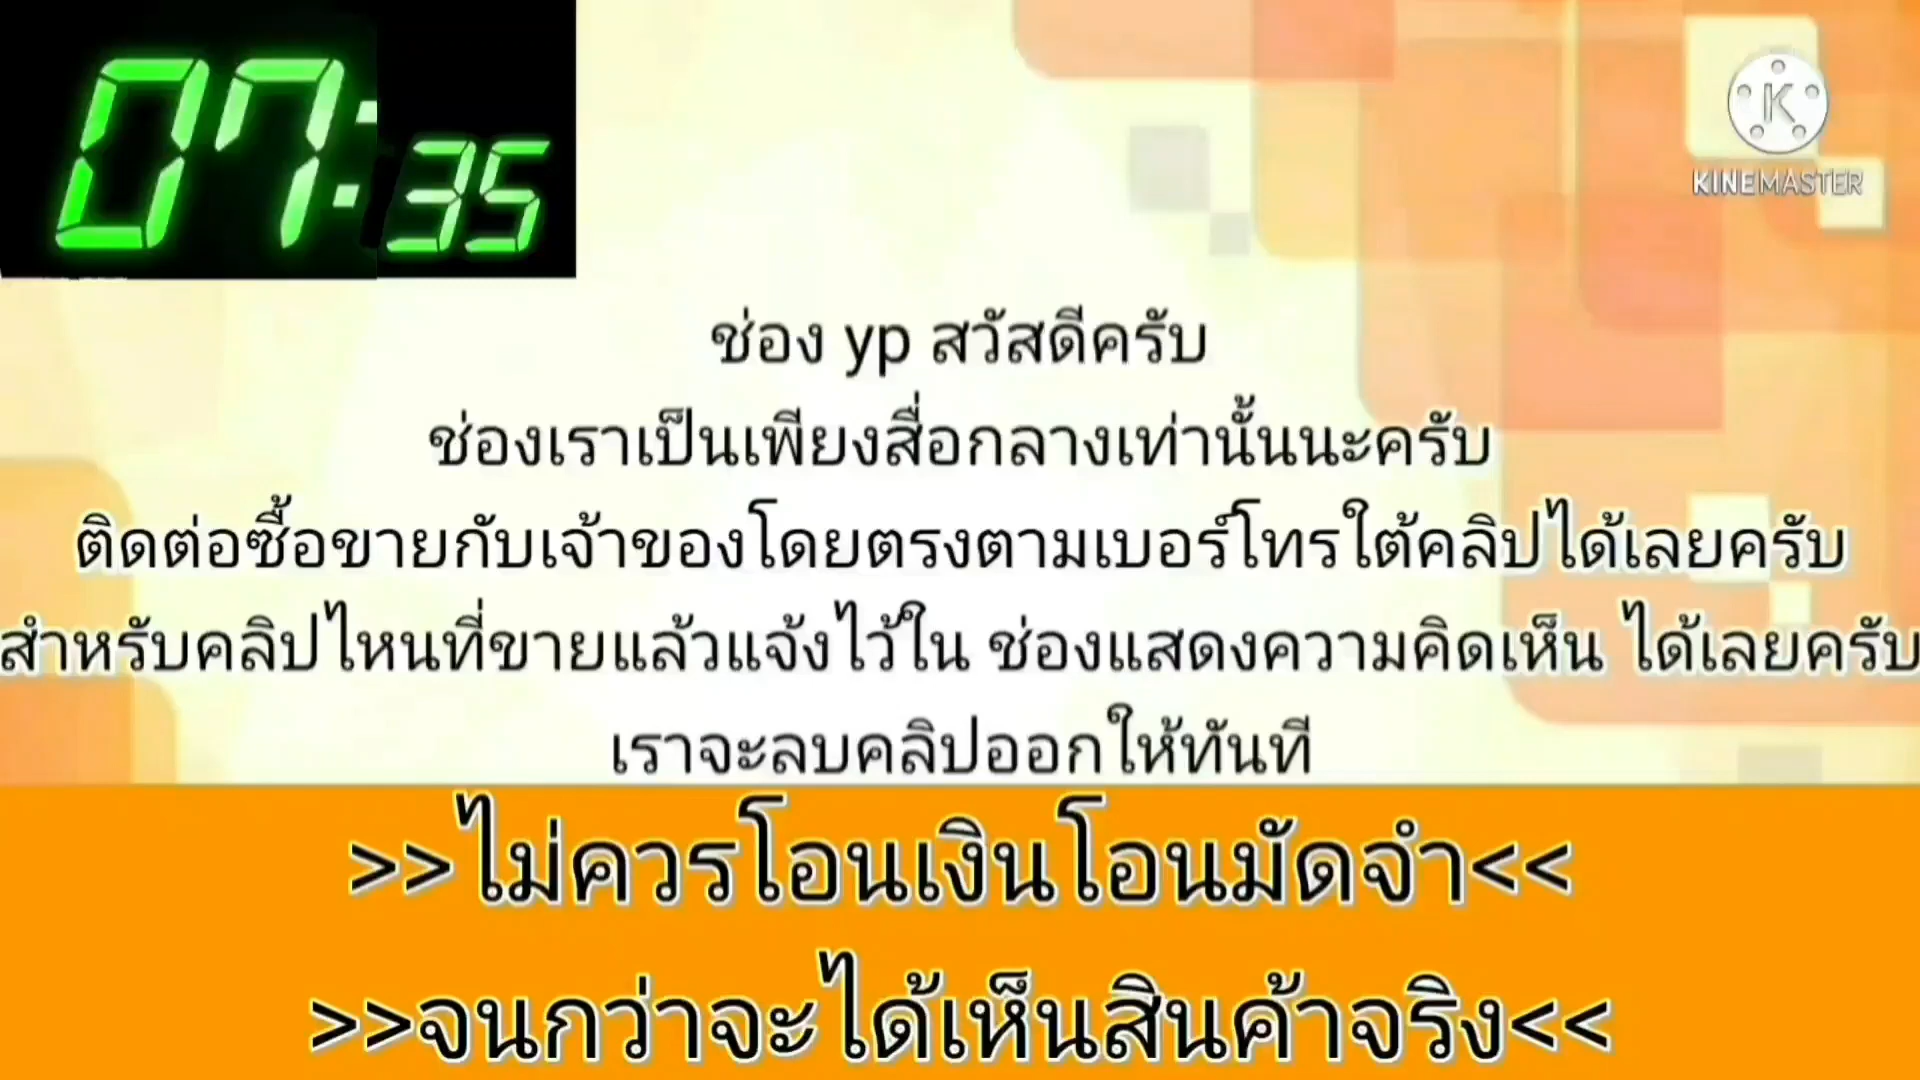 07:35
KINEMASTER
ช่อง yp สวัสดีครับ
ช่องเราเป็นเพียงสื่อกลางเท่านั้นนะครับ
ติดต่อซื้อขายกับเจ้าของโดยตรงตามเบอร์โทรใต้คลิปได้เลยครับ
สำหรับคลิปไหนที่ขายแล้วแจ้งไว้ใน ช่องแสดงความคิดเห็น ได้เลยครับ
เราจะลบคลิปออกให้ทันที
>>ไม่ควรโอนเงินโอนมัดจำ<<
>>จนกว่าจะได้เห็นสินค้าจริง<<